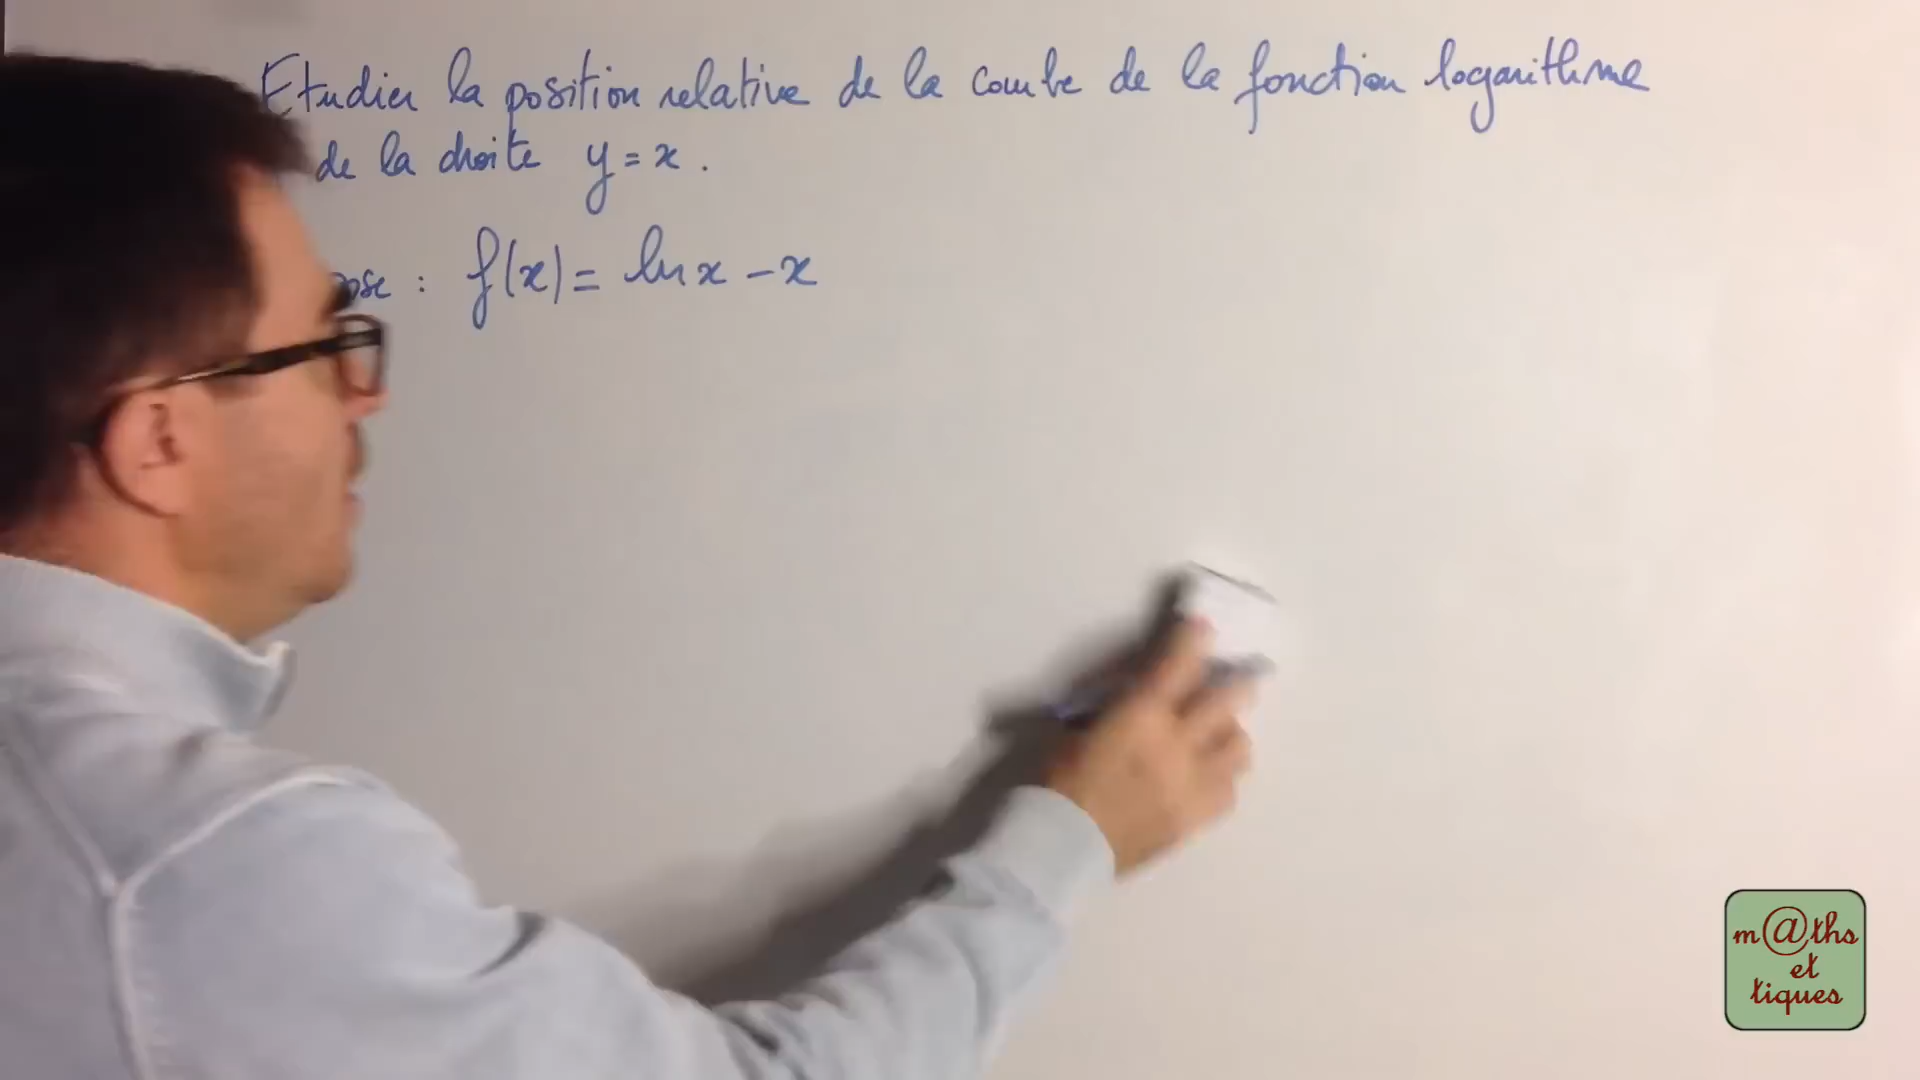 Etudier la position relative de la courbe de la fonction logarithme
de la droite y = x .
: f(x) = ln x - x
m@ths
et
tiques